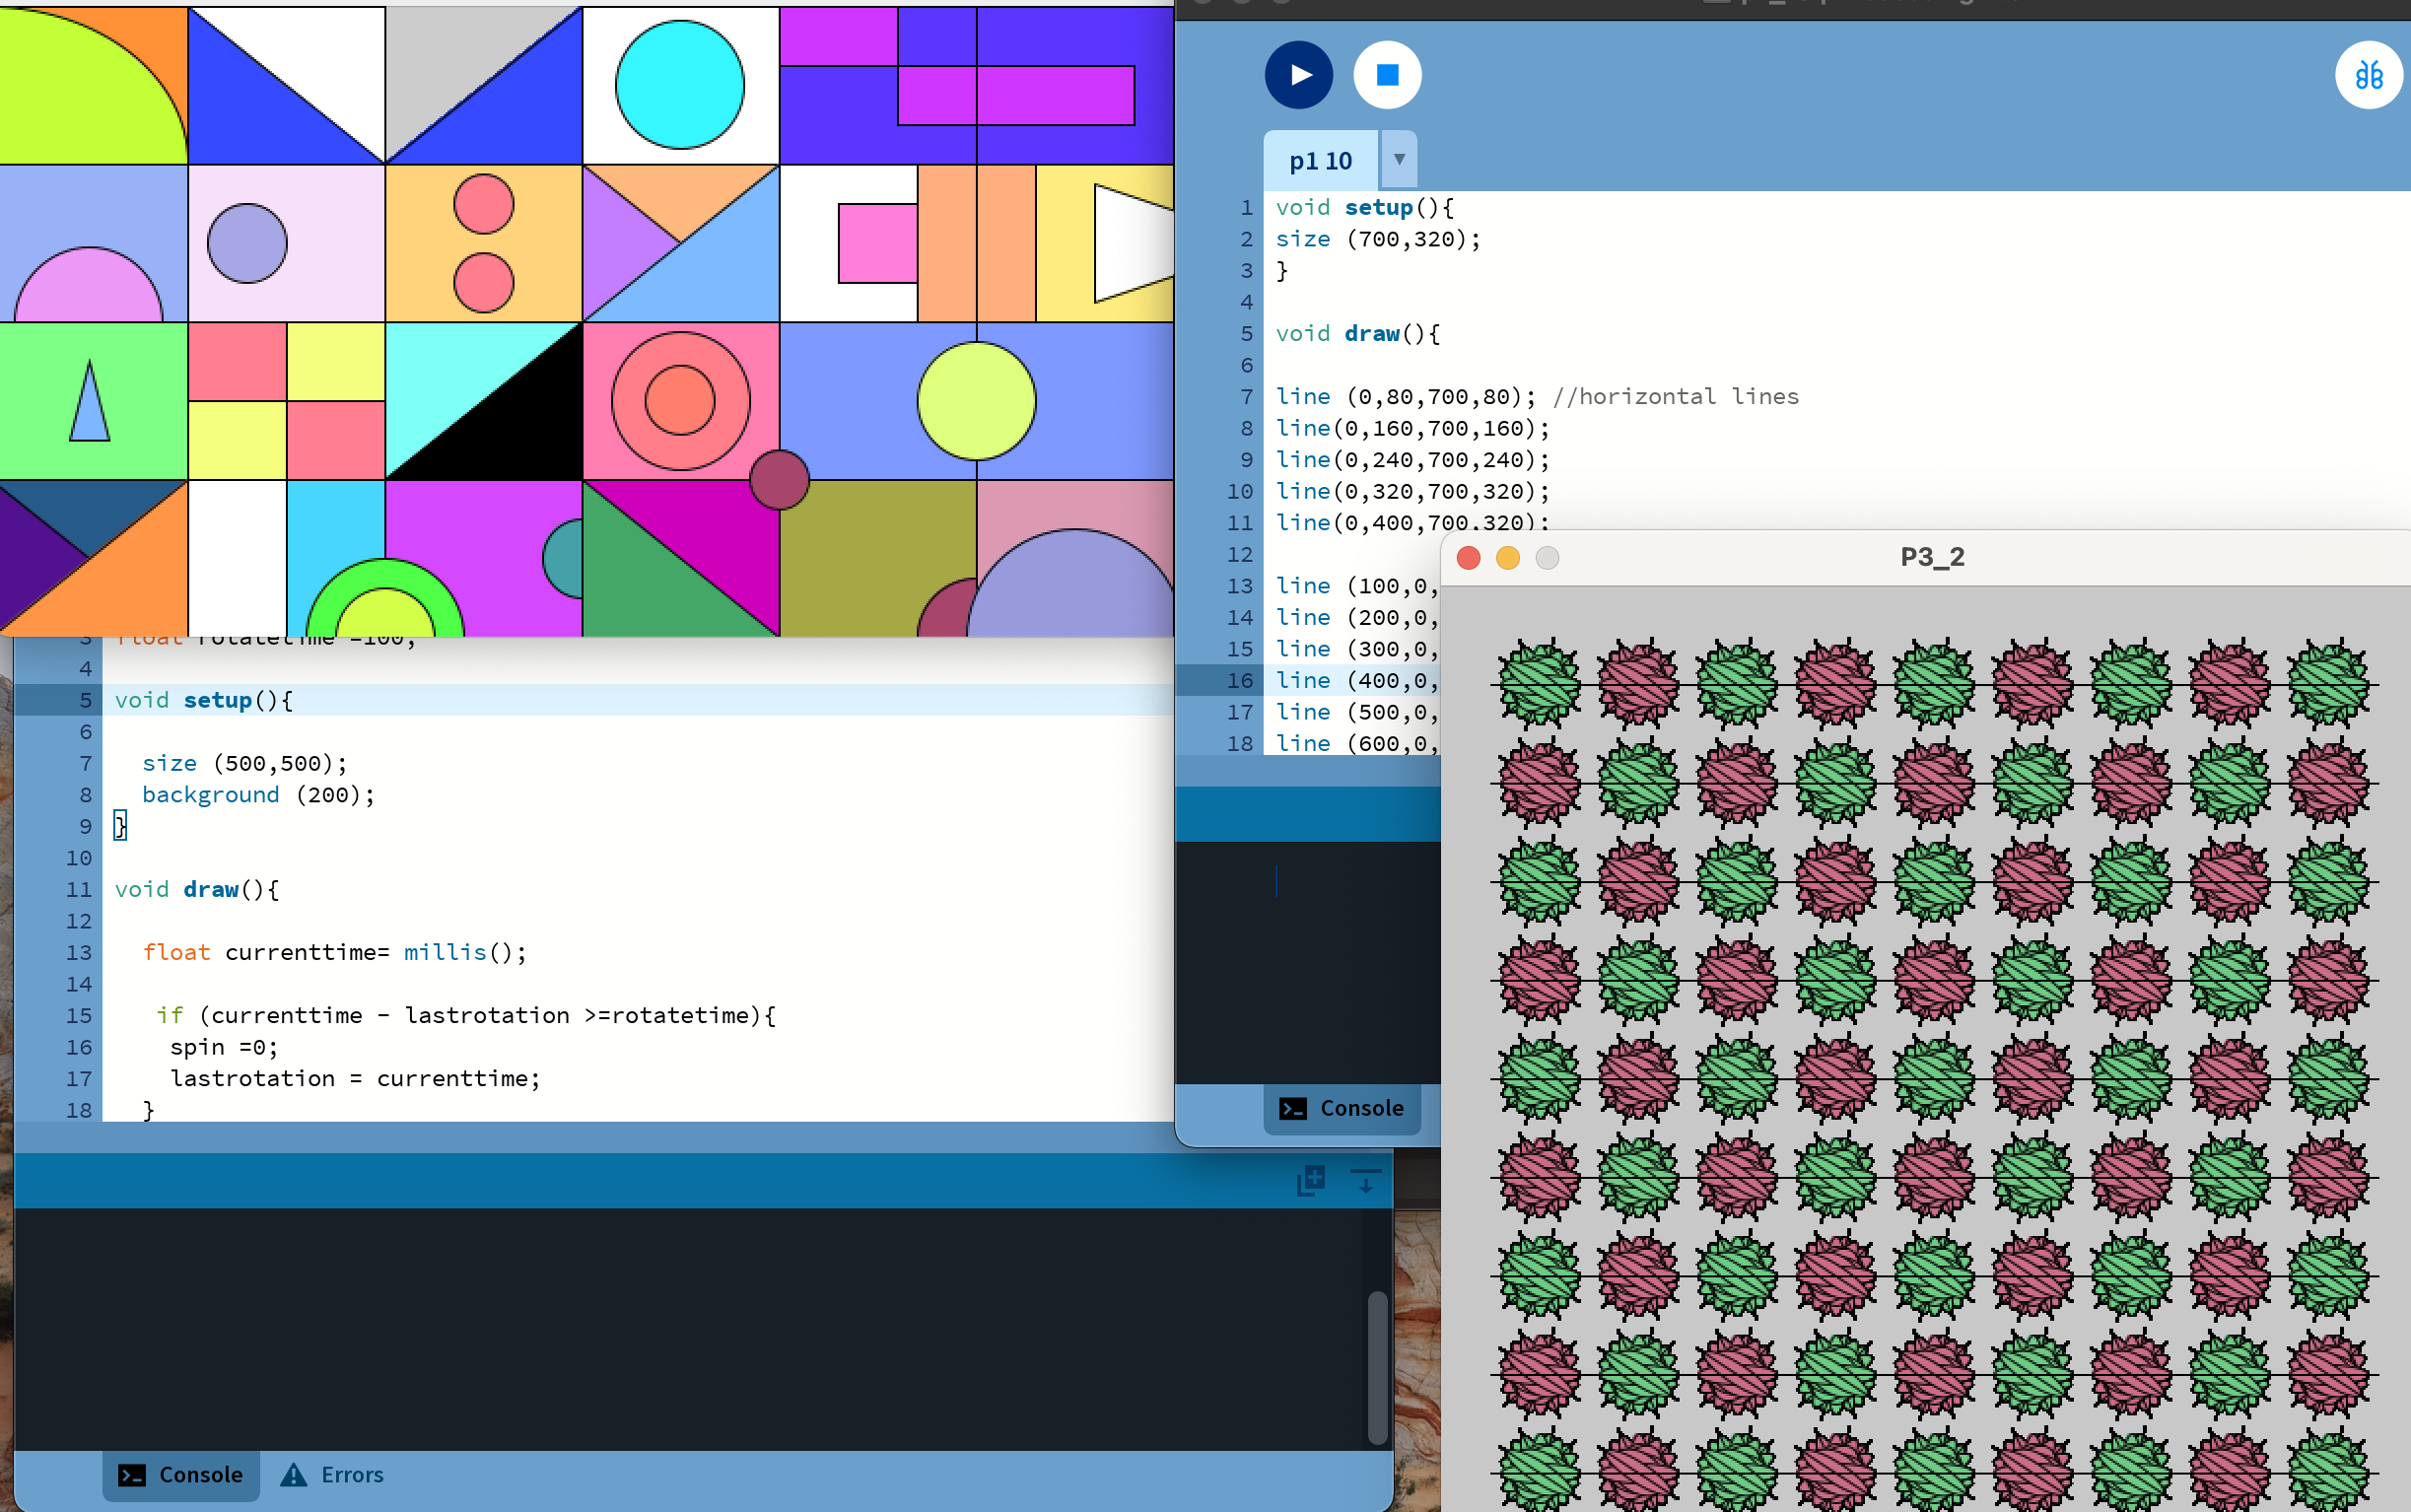 p1 10
1 void setup(){
2 size (700,320);
3 }
4
5 void draw(){
6
7 line (0,80,700,80); //horizontal lines
8 line(0,160,700,160);
9 line(0,240,700,240);
10 line(0,320,700,320);
11 line(0,400,700,320);
12
13 line (100,0,
14 line (200,0,
15 line (300,0,
16 line (400,0,
17 line (500,0,
18 line (600,0,
Console
P3_2
3 float rotatetime =100;
4
5 void setup(){
6
7 size (500,500);
8 background (200);
9 }
10
11 void draw(){
12
13 float currenttime= millis();
14
15 if (currenttime - lastrotation >=rotatetime){
16 spin =0;
17 lastrotation = currenttime;
18 }
Console
Errors